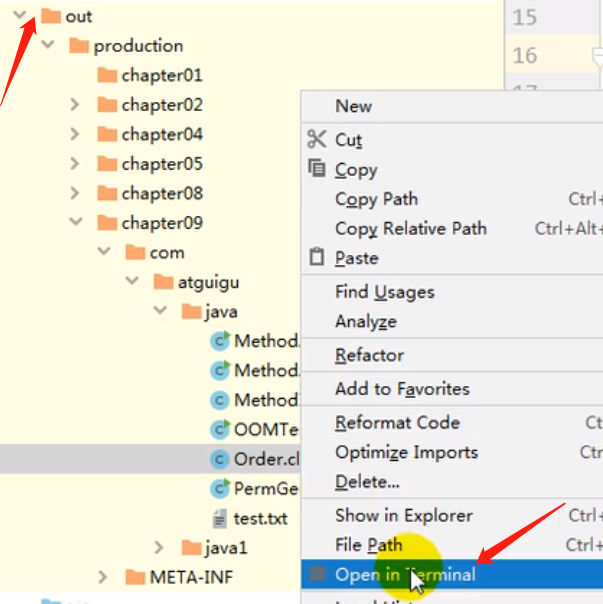 out
production
chapter01
chapter02
chapter04
chapter05
chapter08
chapter09
com
atguigu
java
Method.
Method.
Method
OOMTe
Order.cl
PermGe
test.txt
java1
META-INF
15
16
New
Cut
Copy
Copy Path Ctrl+
Copy Relative Path Ctrl+Alt+
Paste
Find Usages
Analyze
Refactor
Add to Favorites
Reformat Code Ct
Optimize Imports Ctr
Delete...
Show in Explorer Ctrl+
File Path Ctrl+
Open in Terminal